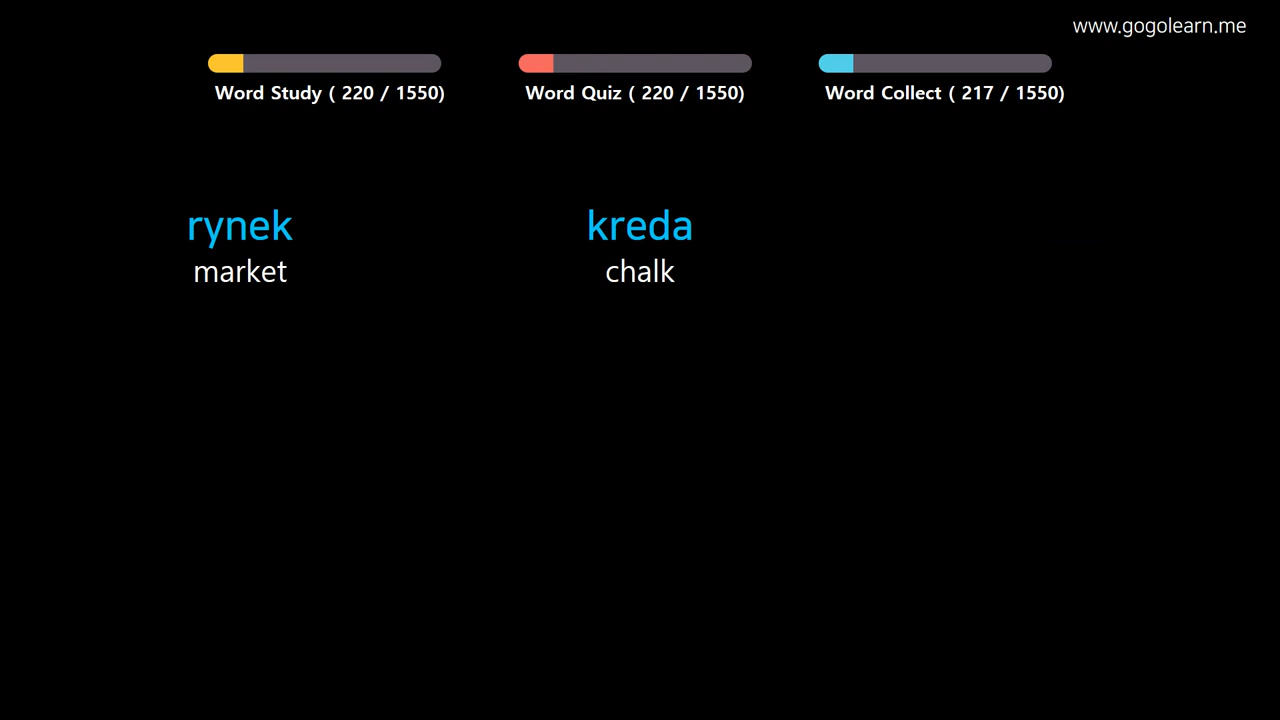 www.gogolearn.me
Word Study ( 220 / 1550)
Word Quiz ( 220 / 1550)
Word Collect ( 217 / 1550)
rynek
market
kreda
chalk